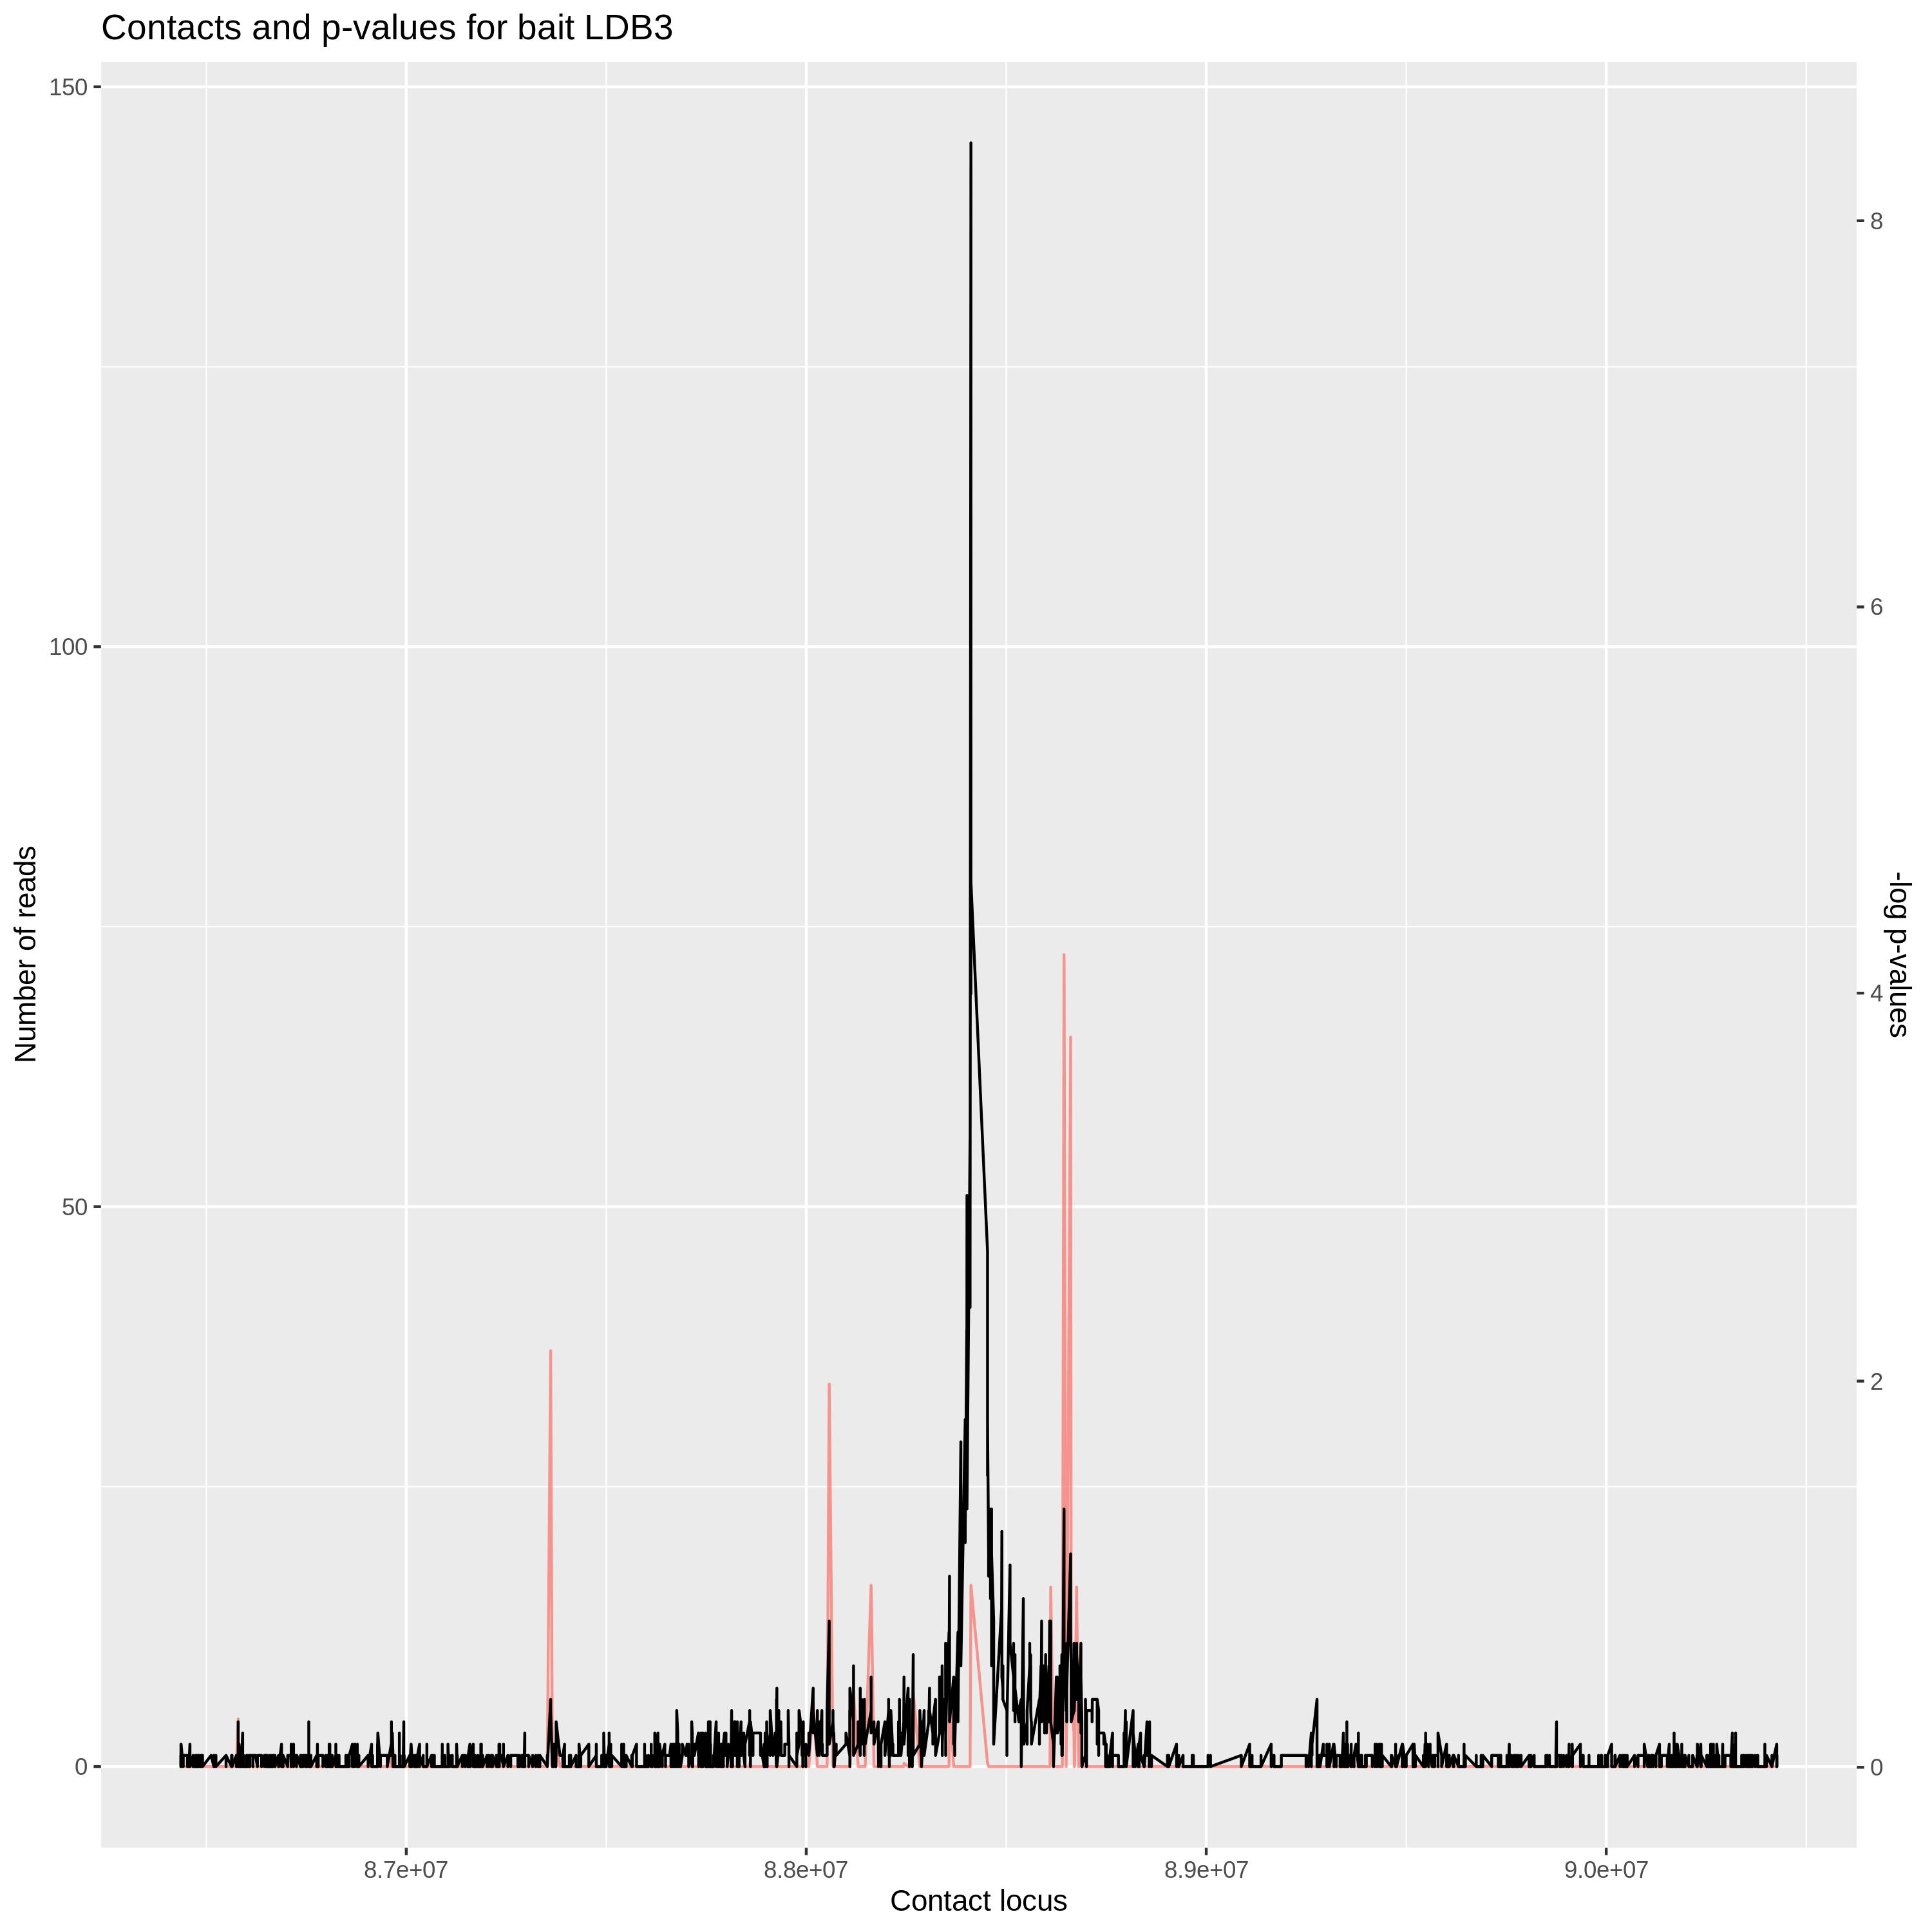 Contacts and p-values for bait LDB3
150
100
50
0
Number of reads
8
6
4
2
0
-log p-values
8.7e+07
8.8e+07
8.9e+07
9.0e+07
Contact locus